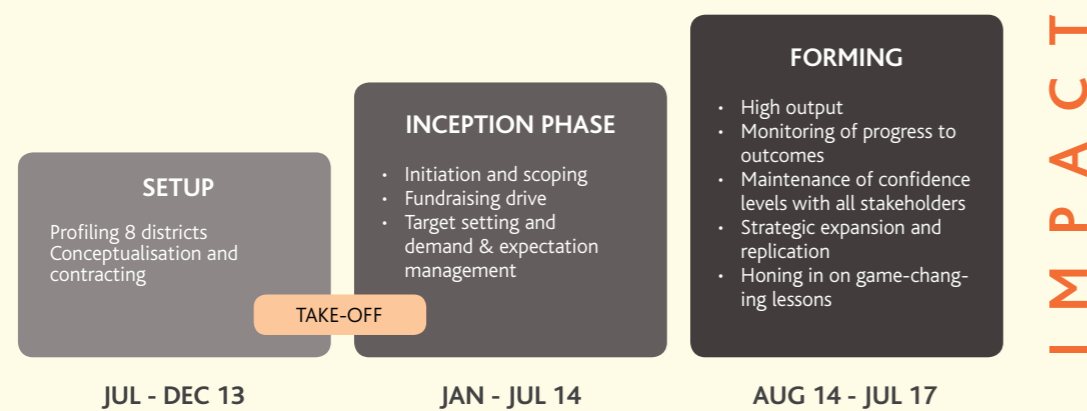 SETUP
Profiling 8 districts
Conceptualisation and
contracting
TAKE-OFF
JUL - DEC 13
INCEPTION PHASE
• Initiation and scoping
• Fundraising drive
• Target setting and
demand & expectation
management
JAN - JUL 14
FORMING
• High output
• Monitoring of progress to
outcomes
• Maintenance of confidence
levels with all stakeholders
• Strategic expansion and
replication
• Honing in on game-chang-
ing lessons
AUG 14 - JUL 17
IMPACT